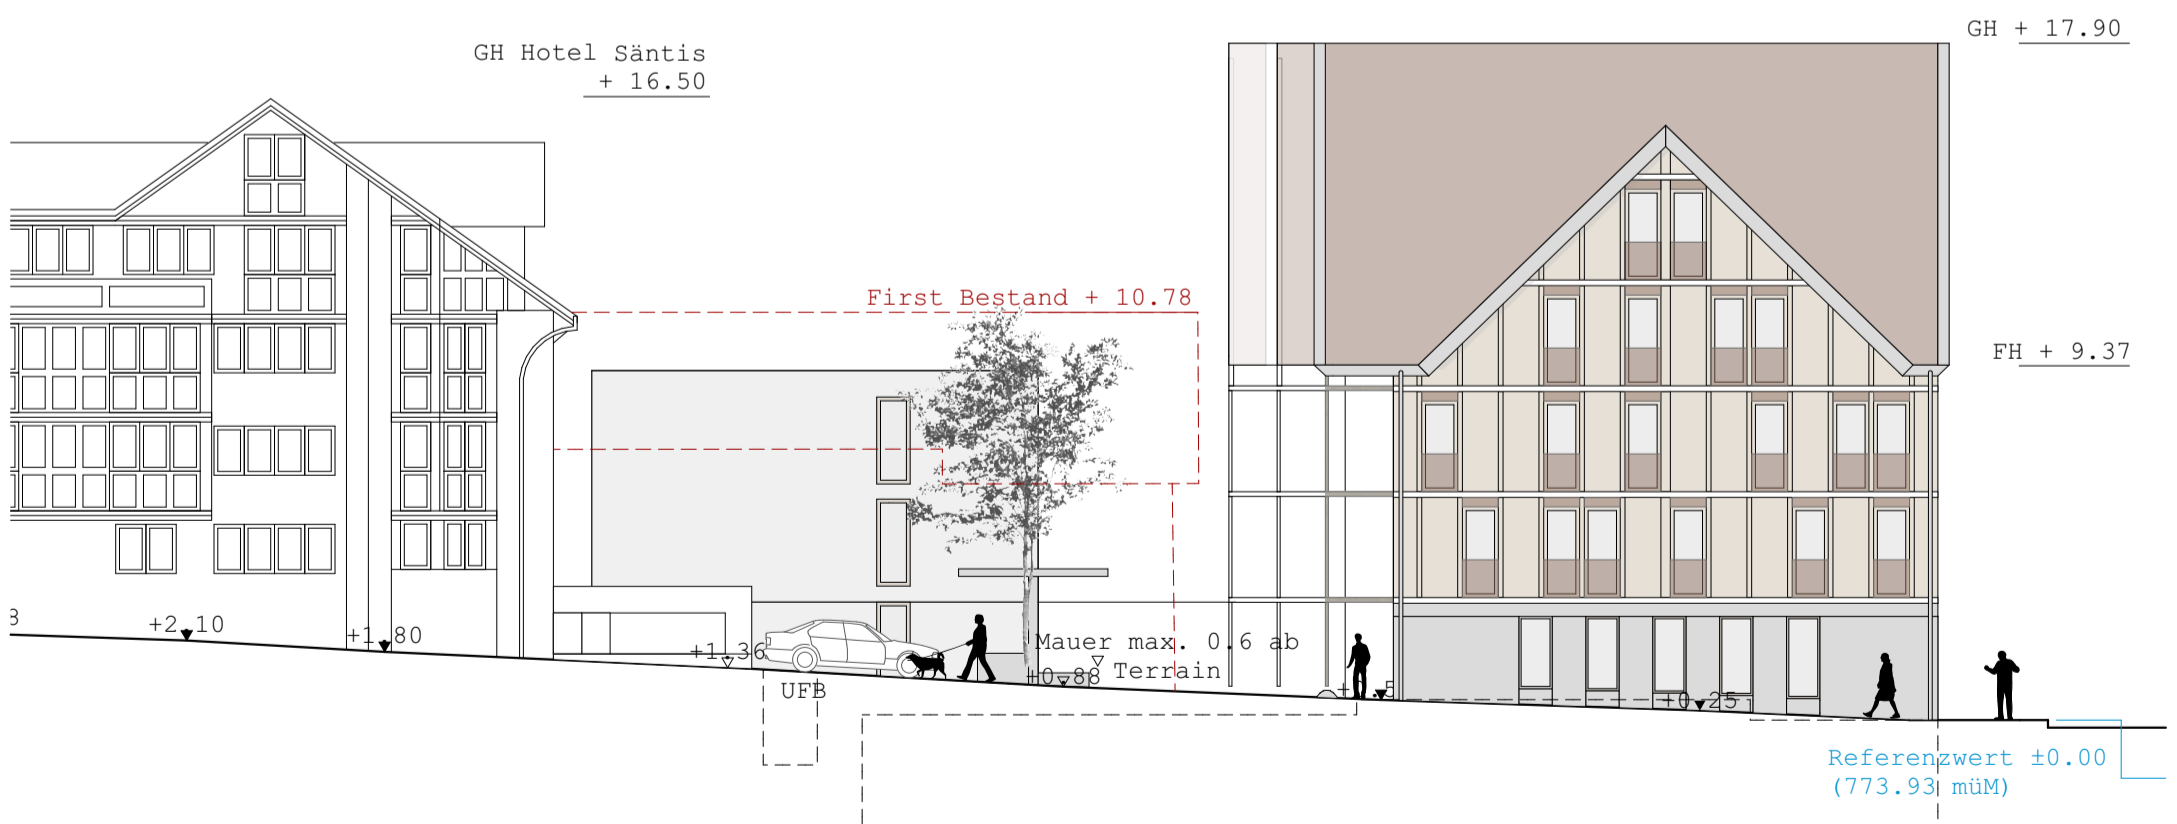 GH + 17.90
GH Hotel Säntis
+ 16.50
First Bestand + 10.78
FH + 9.37
+2.10
+1.80
+1.36
Mauer max. 0.6 ab
Terrain
+0.88
UFB
+0.25
Referenzwert ±0.00
(773.93 müM)